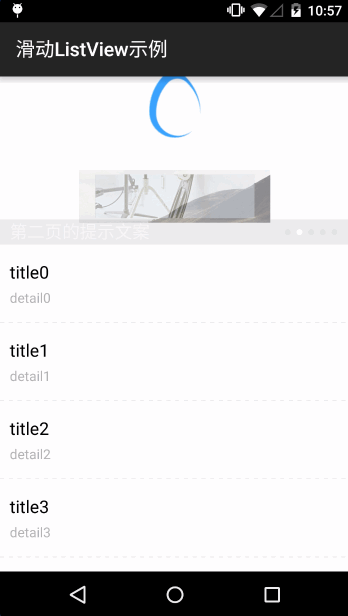 10:57
滑动ListView示例
第二页的提示文案
title0
detail0
title1
detail1
title2
detail2
title3
detail3